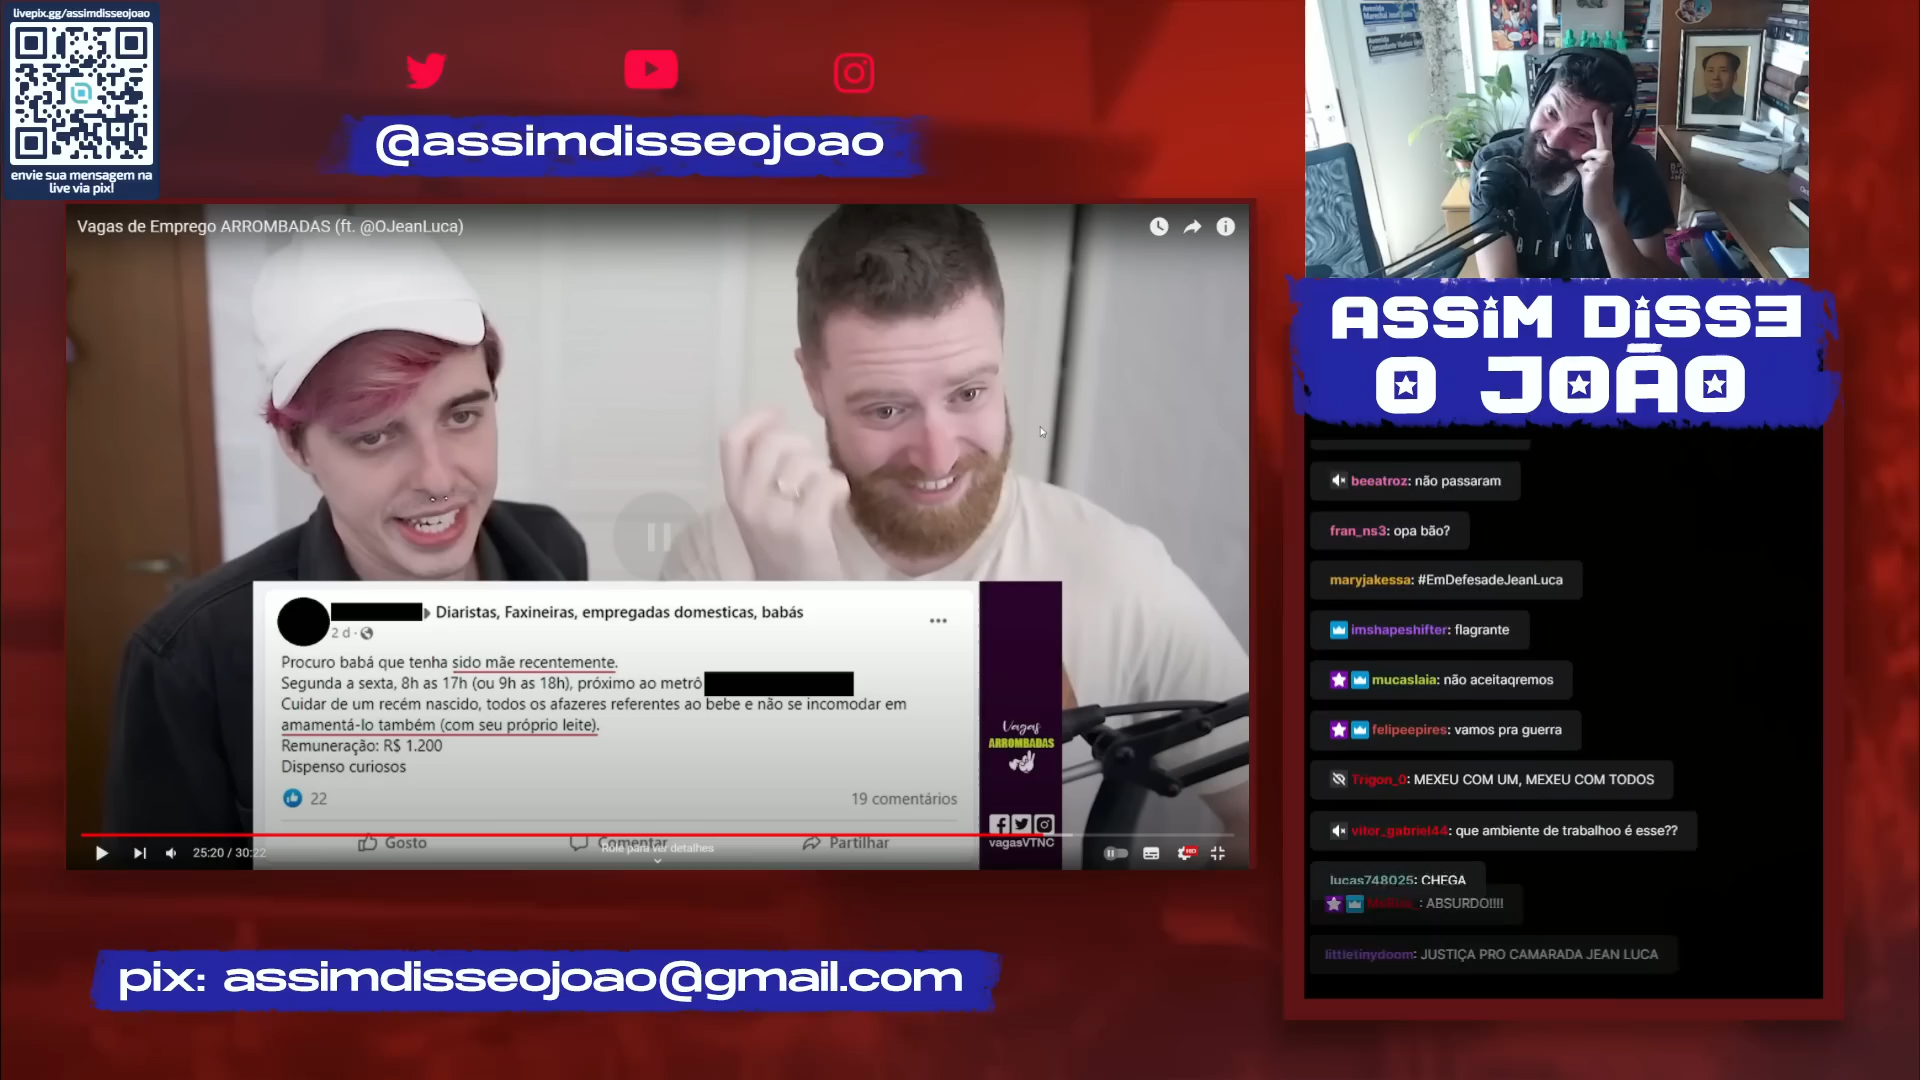 livepix.gg/assimdisseojoao
envie sua mensagem na
live via pix!
@assimdisseojoao
Vagas de Emprego ARROMBADAS (ft. @OJeanLuca)
Diaristas, Faxineiras, empregadas domesticas, babás
2 d ·
Procuro babá que tenha sido mãe recentemente.
Segunda a sexta, 8h as 17h (ou 9h as 18h), próximo ao metrô
Cuidar de um recém nascido, todos os afazeres referentes ao bebe e não se incomodar em
amamentá-lo também (com seu próprio leite).
Remuneração: R$ 1.200
Dispenso curiosos
22
19 comentários
Gosto
Comentar
Partilhar
Role para ver detalhes
Vagas
ARROMBADAS
vagasVTNC
25:20 / 30:22
HD
pix: assimdisseojoao@gmail.com
ASSiM DiSSE
O JOÃO
beeatroz: não passaram
fran_ns3: opa bão?
maryjakessa: #EmDefesadeJeanLuca
imshapeshifter: flagrante
mucaslaia: não aceitaqremos
felipeepires: vamos pra guerra
Trigon_0: MEXEU COM UM, MEXEU COM TODOS
vitor_gabriel44: que ambiente de trabalhoo é esse??
lucas748025: CHEGA
: ABSURDO!!!!
littletinydoom: JUSTIÇA PRO CAMARADA JEAN LUCA